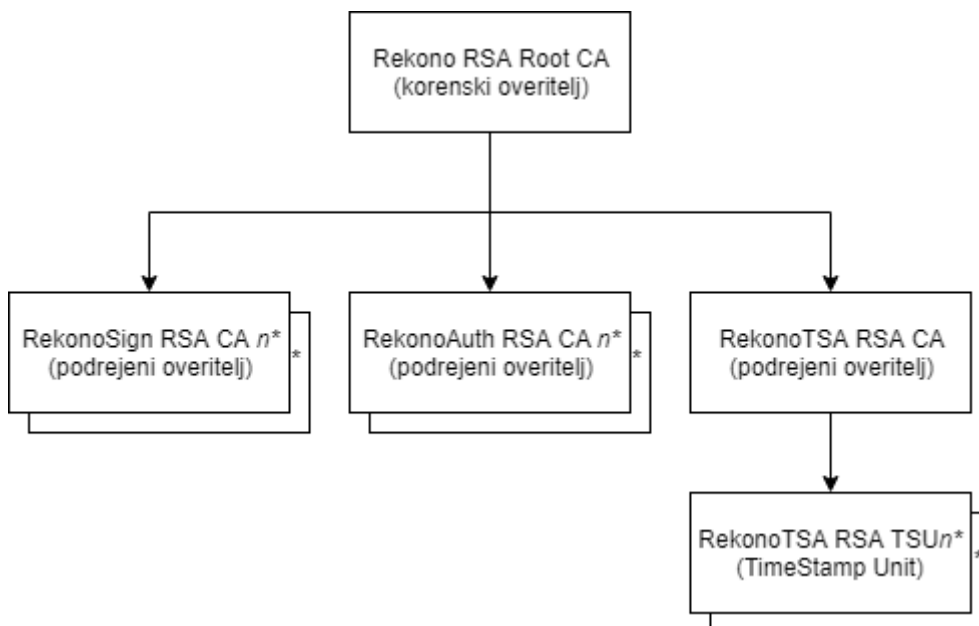 Rekono RSA Root CA
(korenski overitelj)
RekonoSign RSA CA n*
(podrejeni overitelj)
*
RekonoAuth RSA CA n*
(podrejeni overitelj)
*
RekonoTSA RSA CA
(podrejeni overitelj)
RekonoTSA RSA TSUn*
(TimeStamp Unit)
*